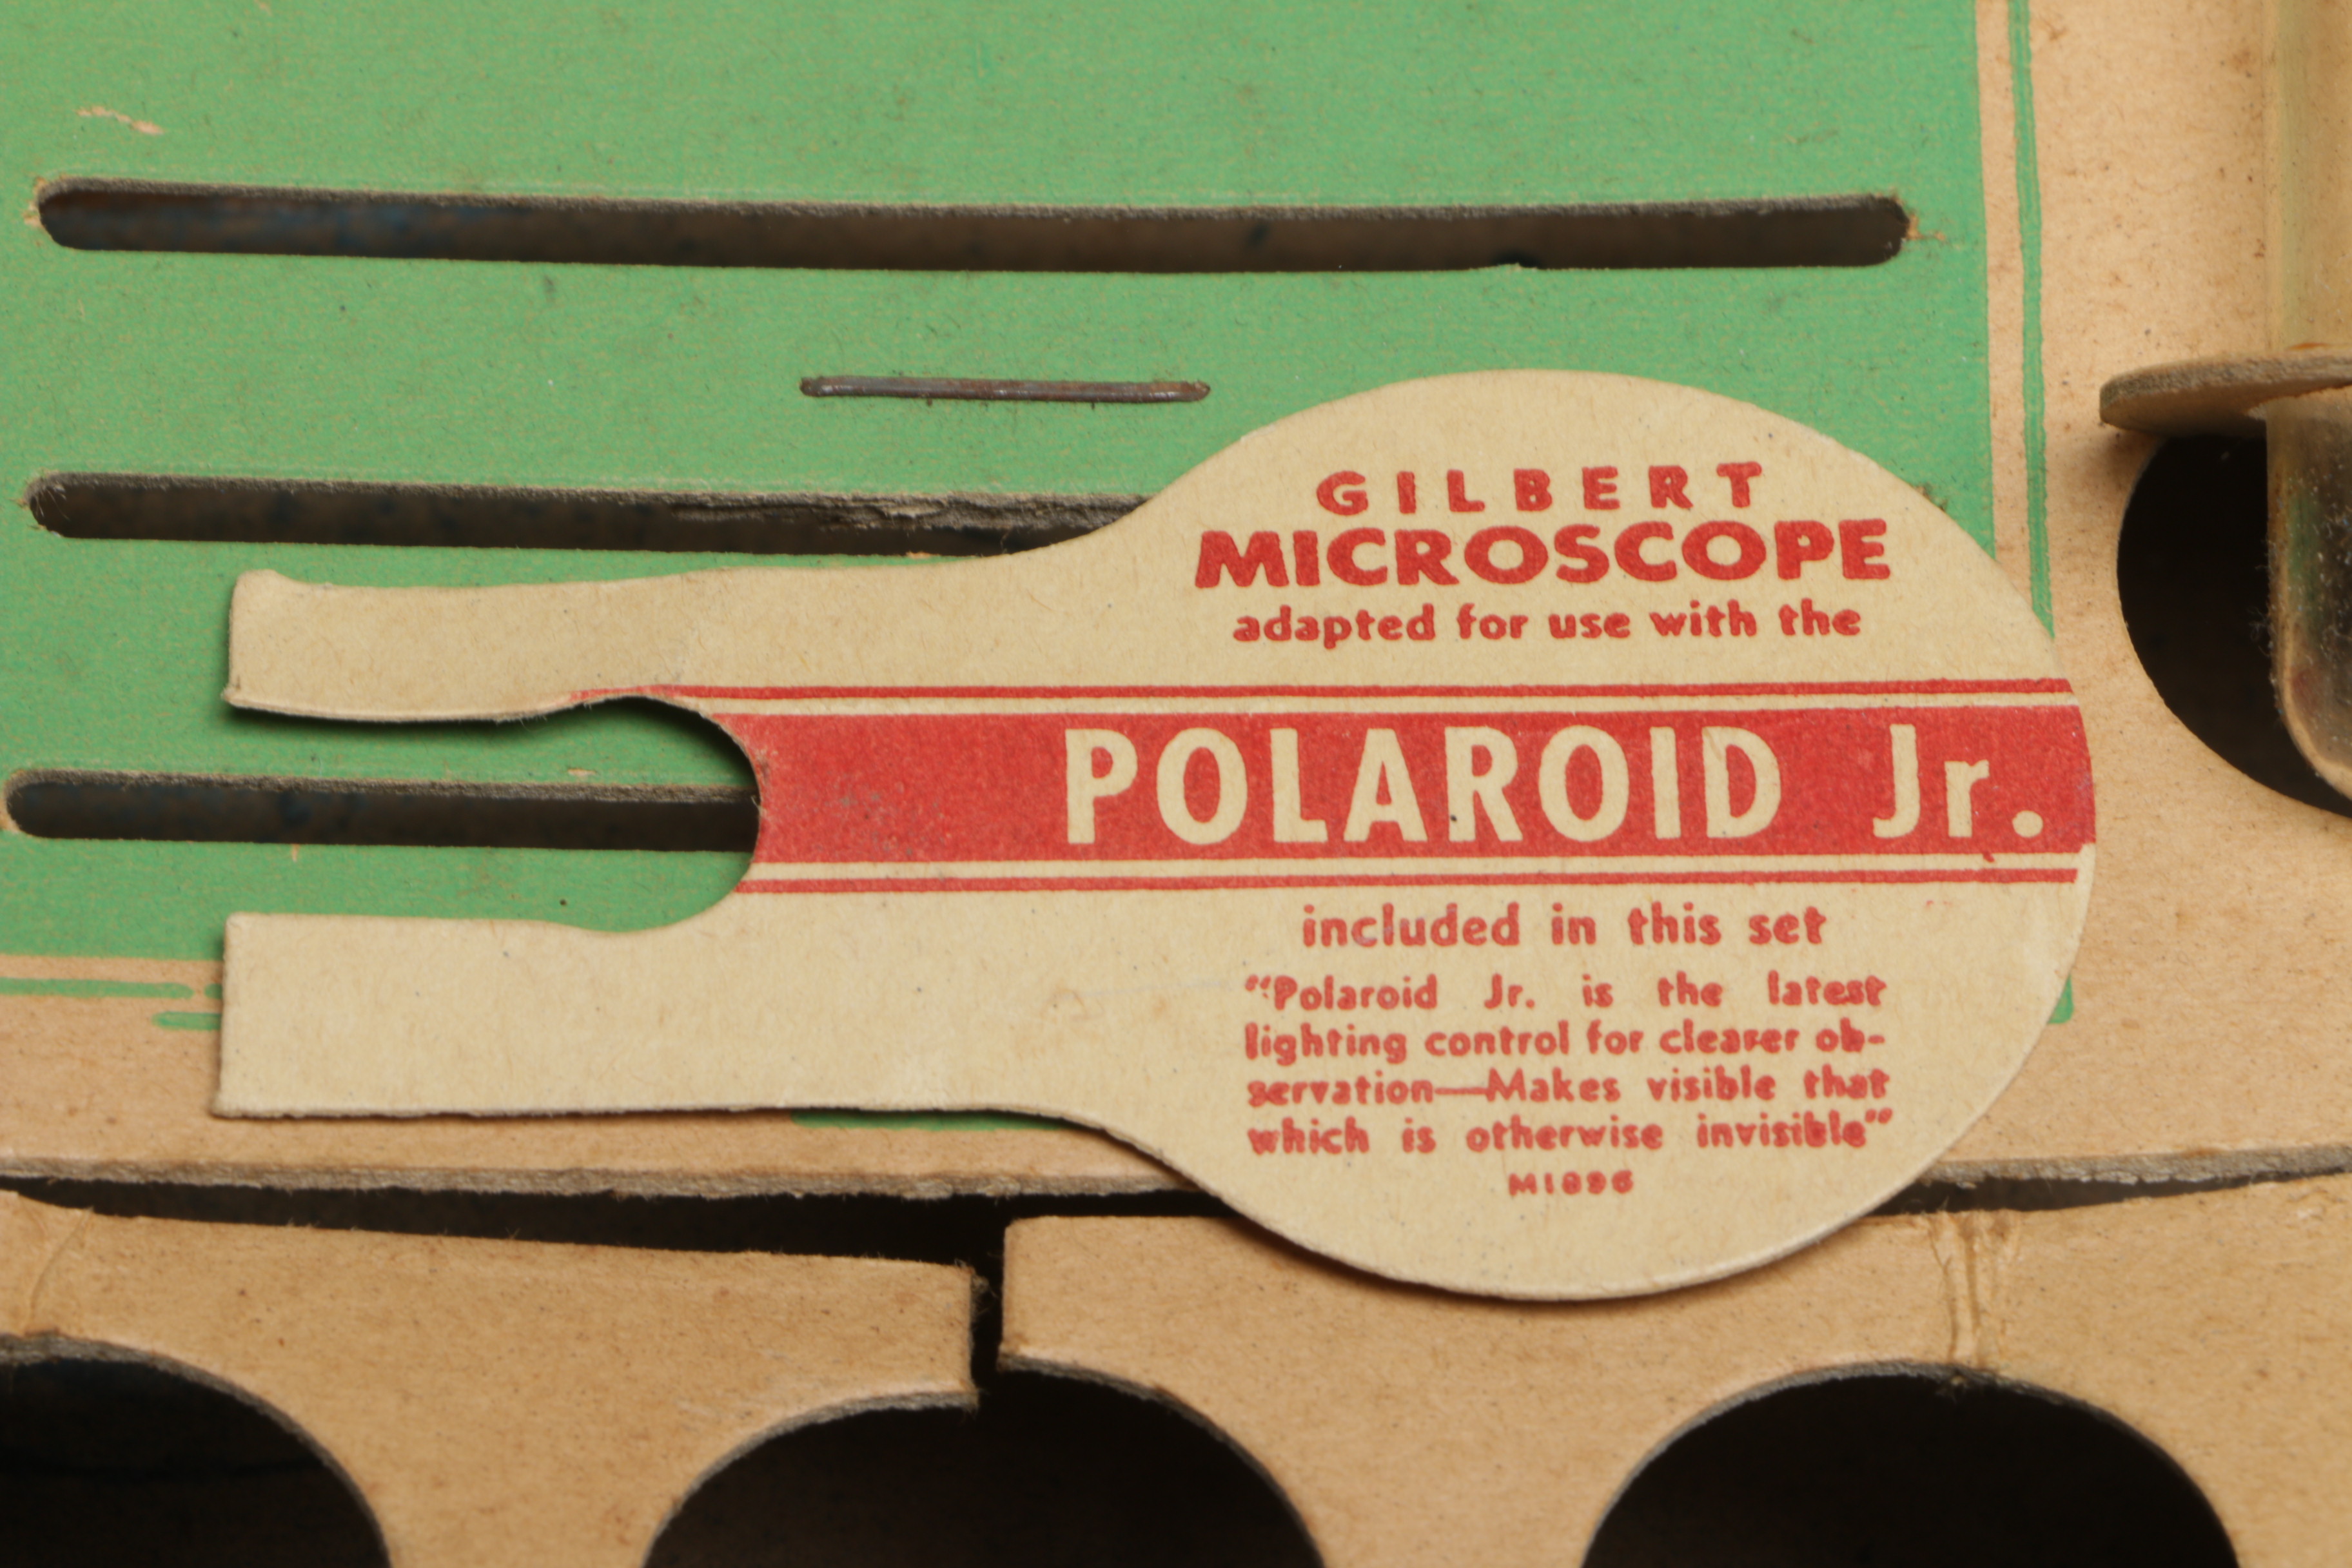 GILBERT
MICROSCOPE
adapted for use with the
POLAROID Jr.
included in this set
"Polaroid Jr. is the latest
lighting control for clearer ob-
servation—Makes visible that
which is otherwise invisible"
M1896